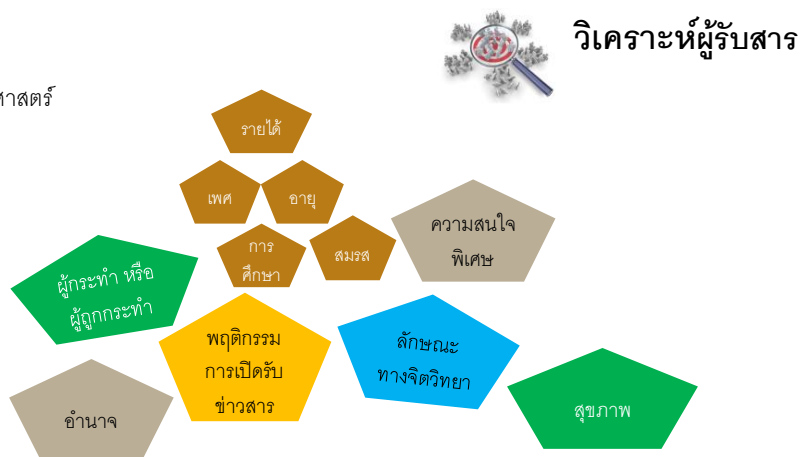 วิเคราะห์ผู้รับสาร
ศาสตร์
รายได้
เพศ
อายุ
การ
ศึกษา
สมรส
ความสนใจ
พิเศษ
ผู้กระทำ หรือ
ผู้ถูกกระทำ
พฤติกรรม
การเปิดรับ
ข่าวสาร
ลักษณะ
ทางจิตวิทยา
อำนาจ
สุขภาพ